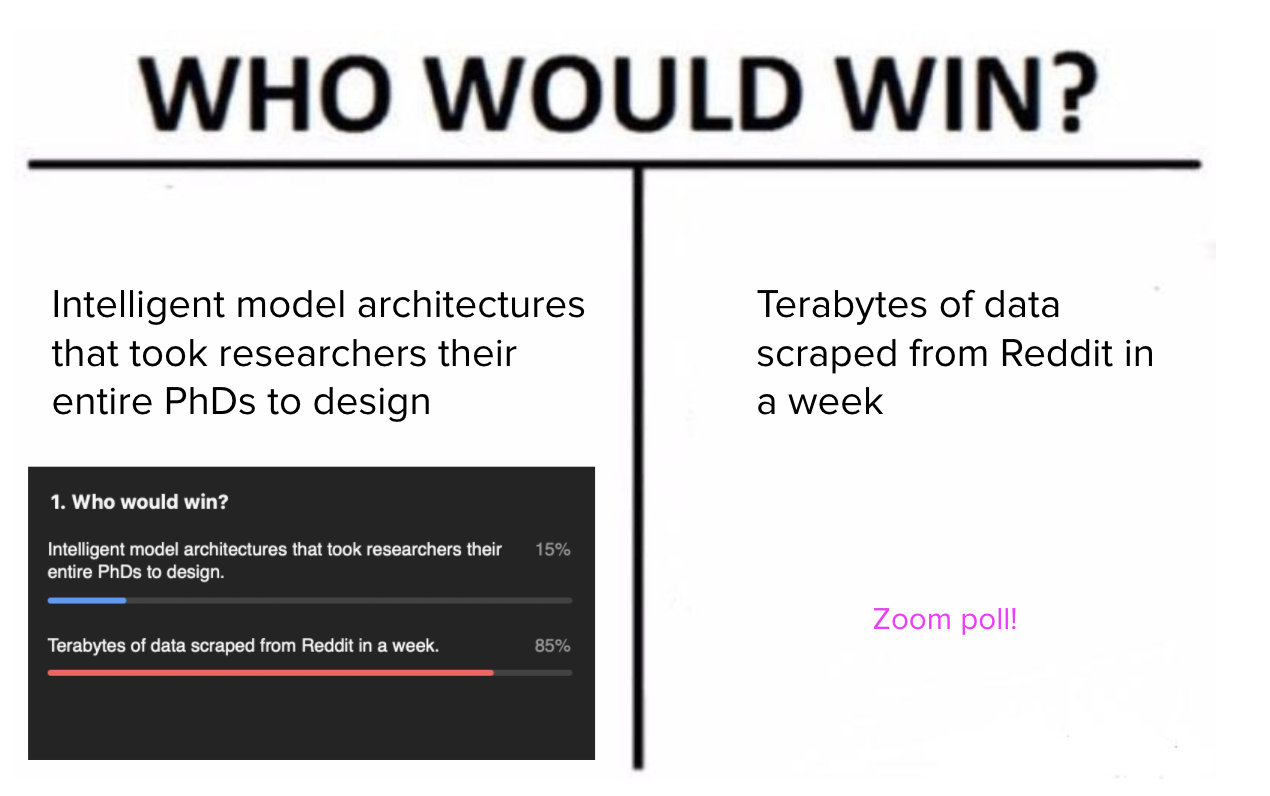 WHO WOULD WIN?
Intelligent model architectures
that took researchers their
entire PhDs to design
Terabytes of data
scraped from Reddit in
a week
1. Who would win?
Intelligent model architectures that took researchers their 15%
entire PhDs to design.
Terabytes of data scraped from Reddit in a week. 85%
Zoom poll!